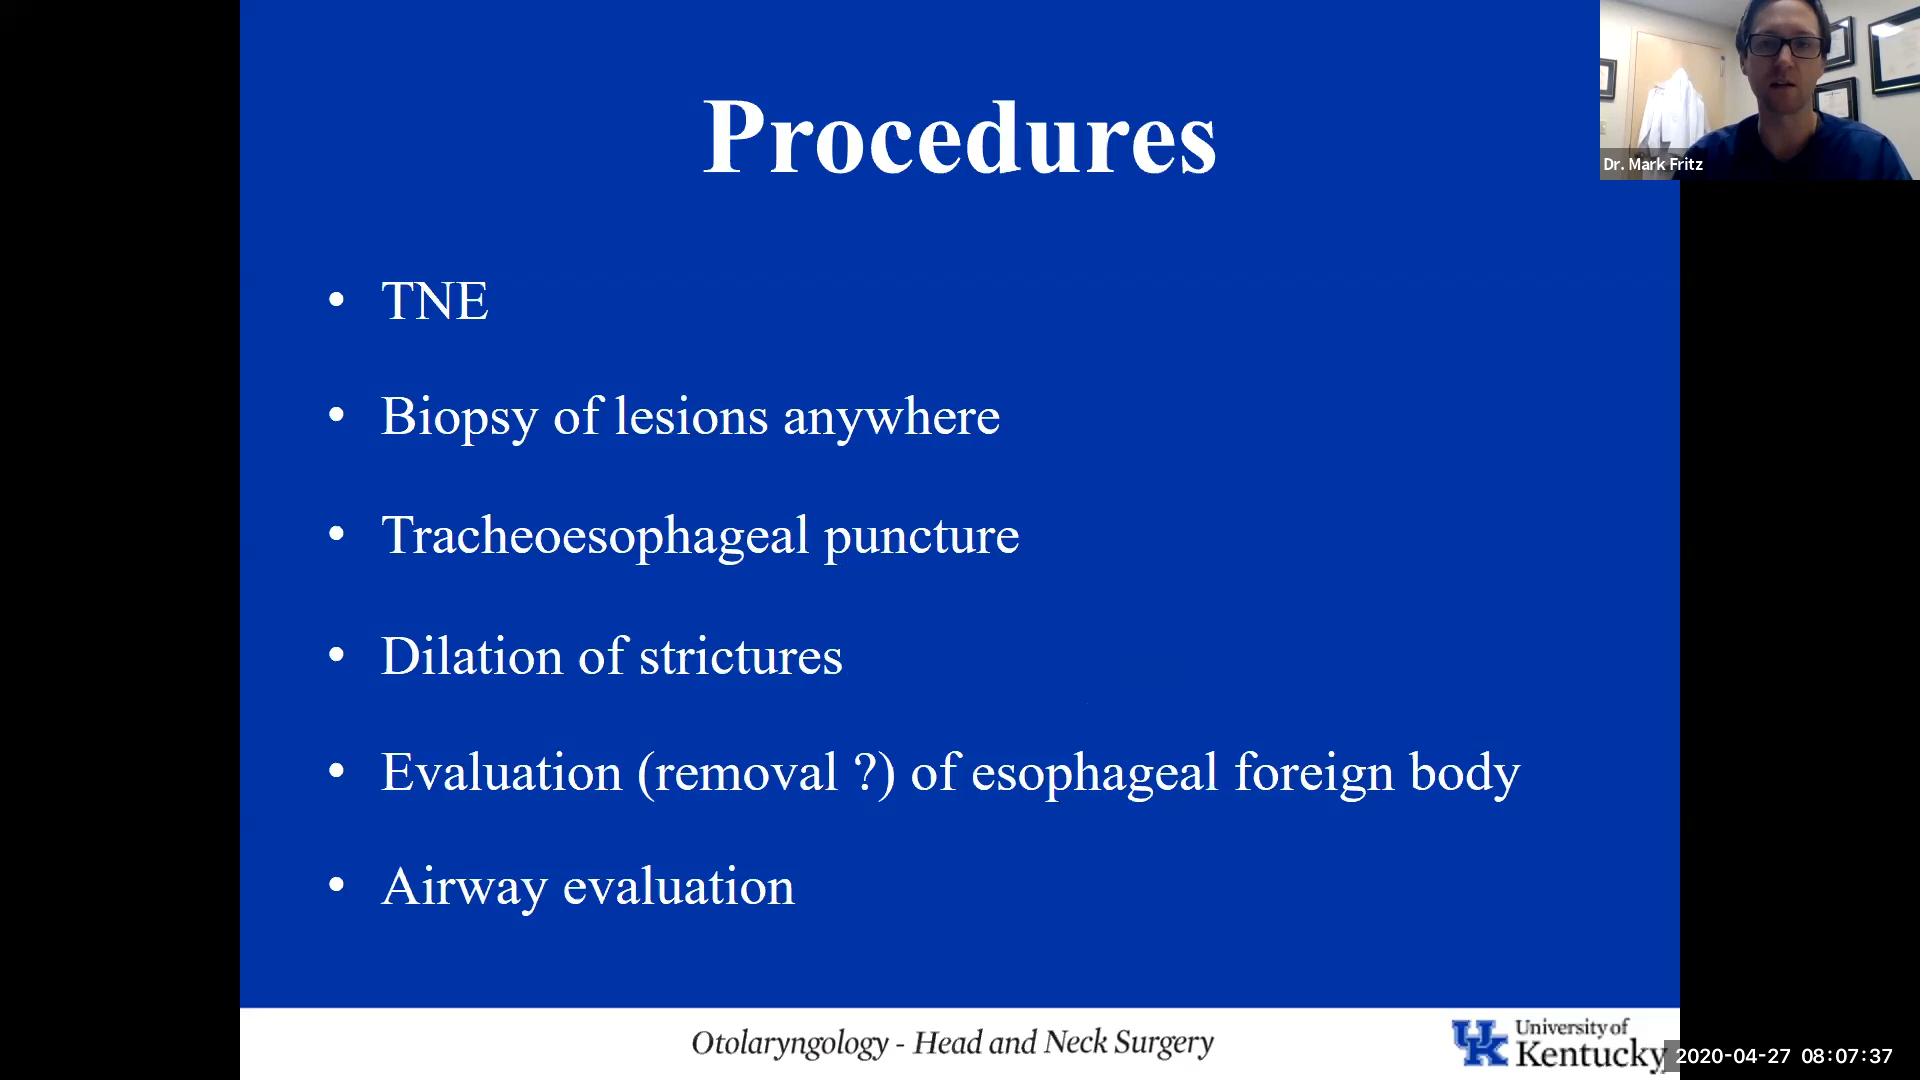 Procedures
• TNE
• Biopsy of lesions anywhere
• Tracheoesophageal puncture
• Dilation of strictures
• Evaluation (removal ?) of esophageal foreign body
• Airway evaluation
Otolaryngology - Head and Neck Surgery
UK University of
Kentucky
Dr. Mark Fritz
2020-04-27 08:07:37